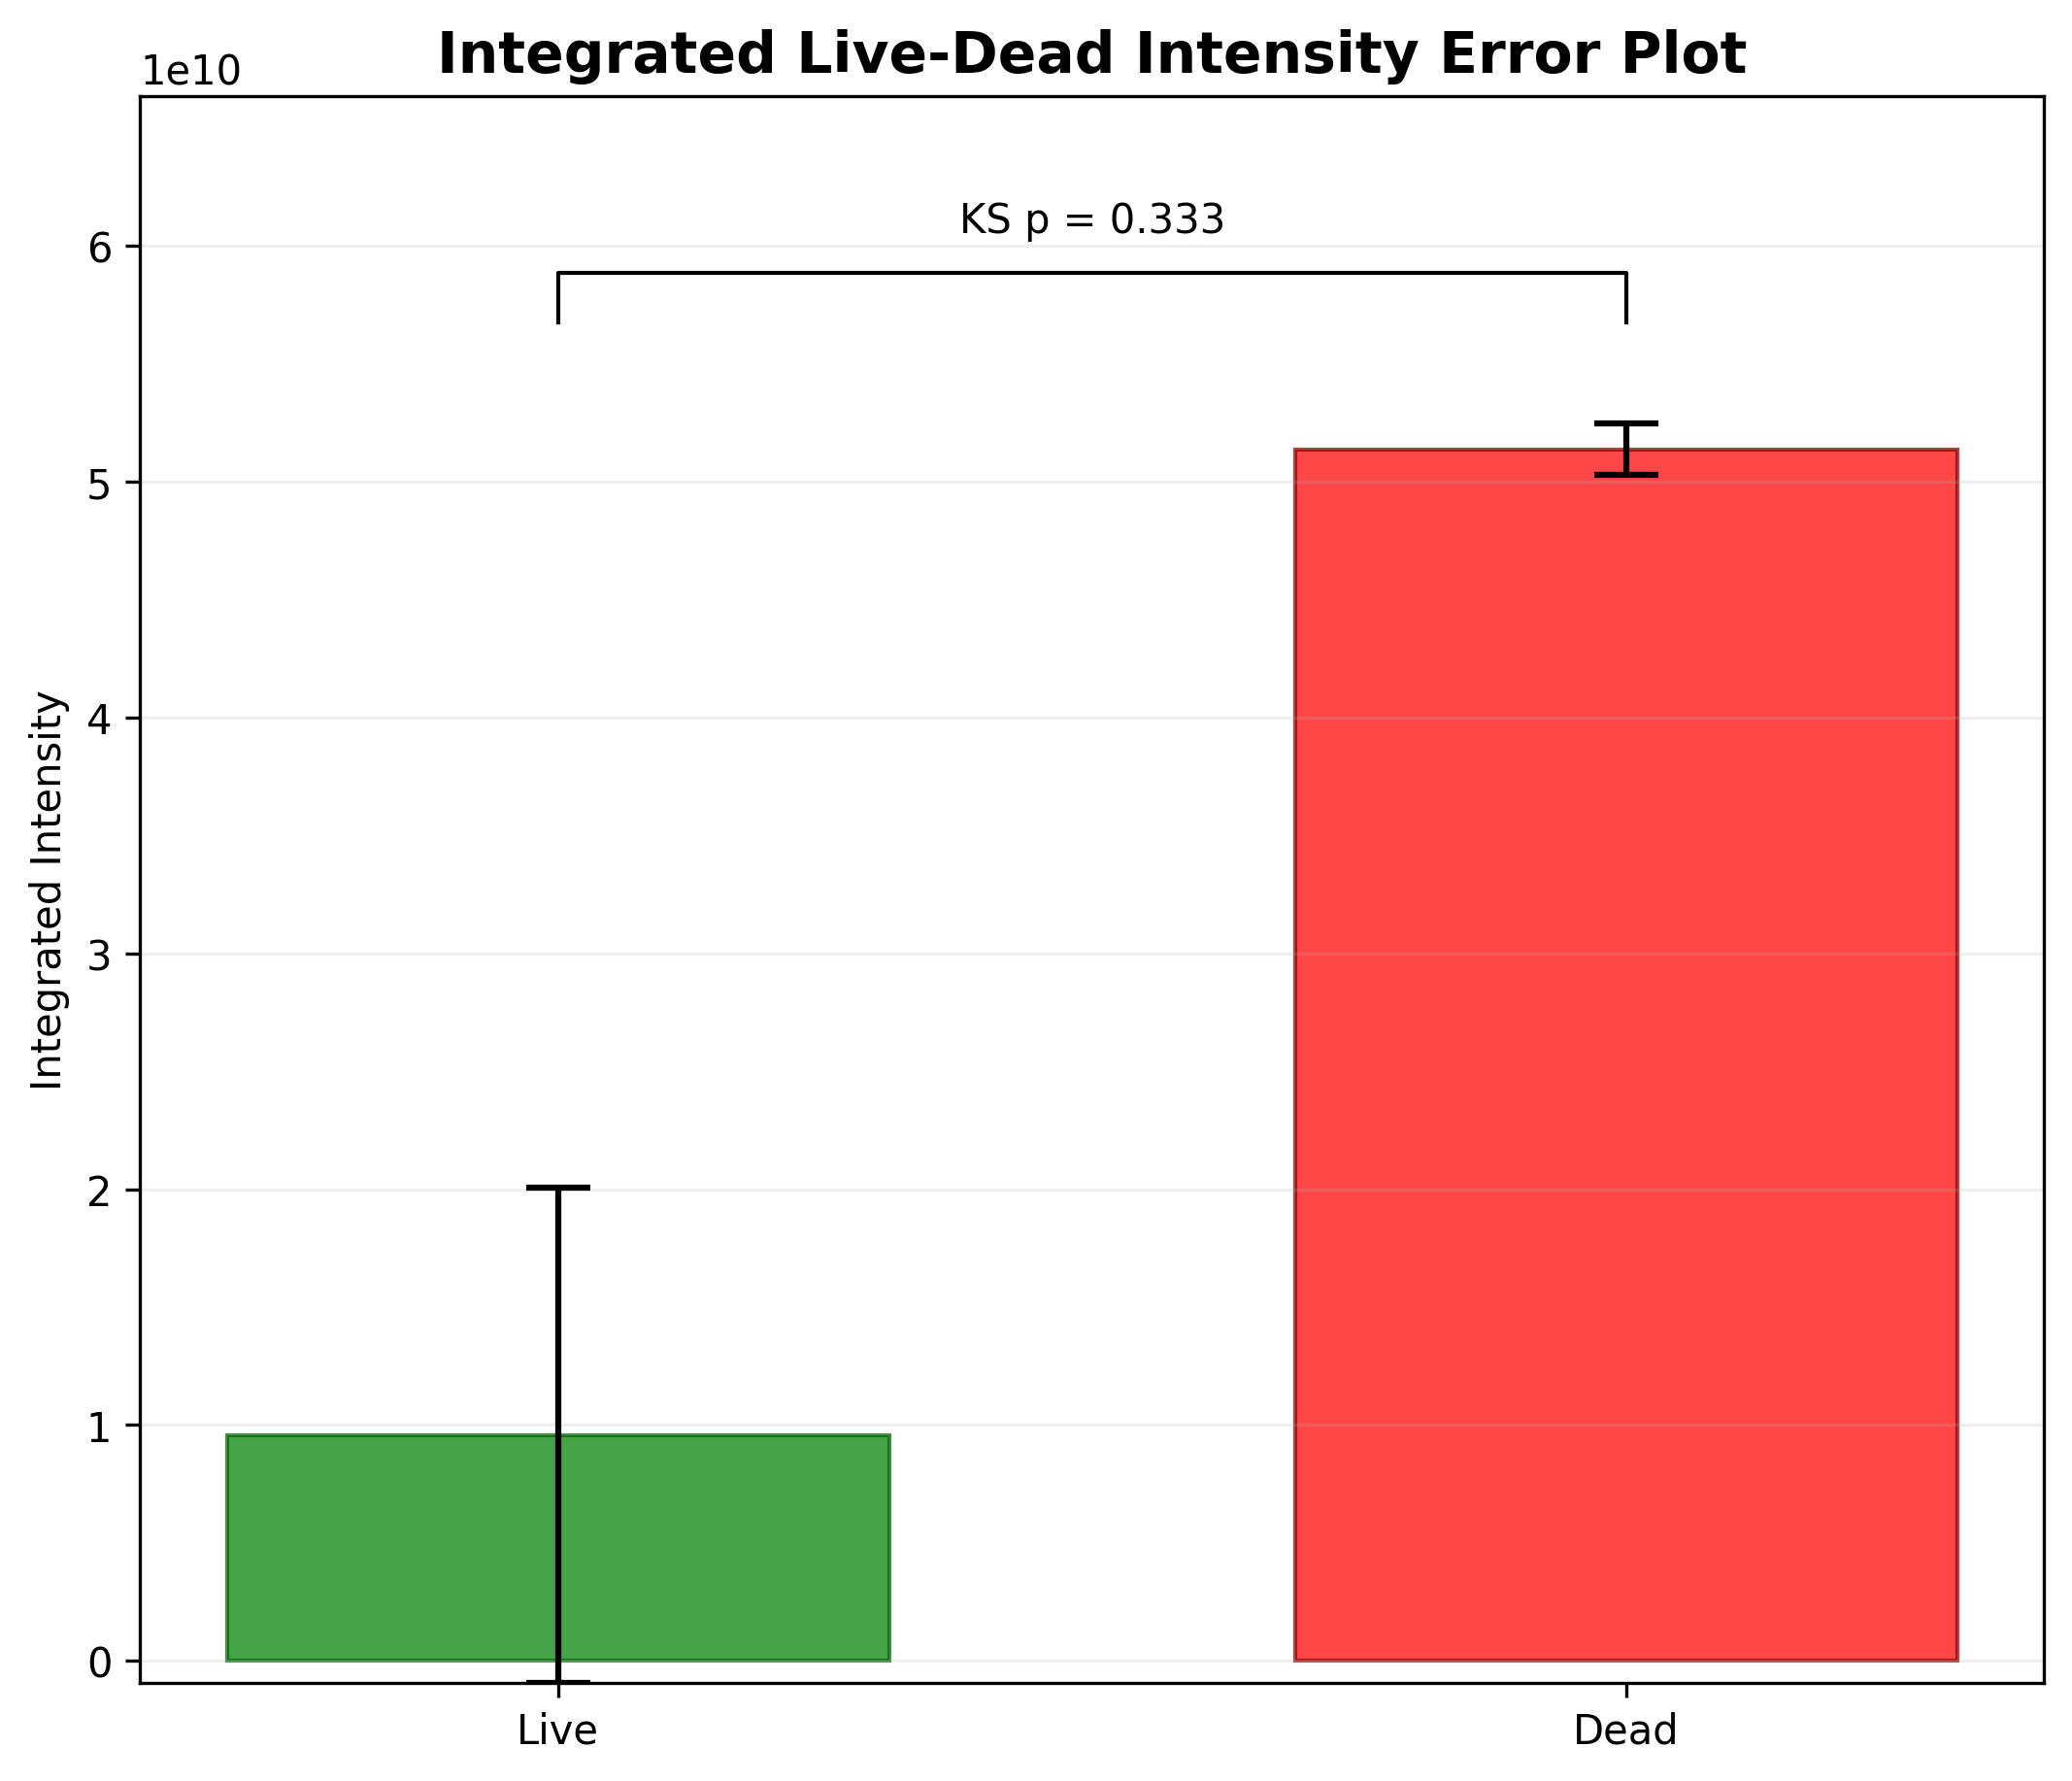 Integrated Live-Dead Intensity Error Plot
1e10
KS p = 0.333
6
5
4
3
2
1
0
Integrated Intensity
Live
Dead